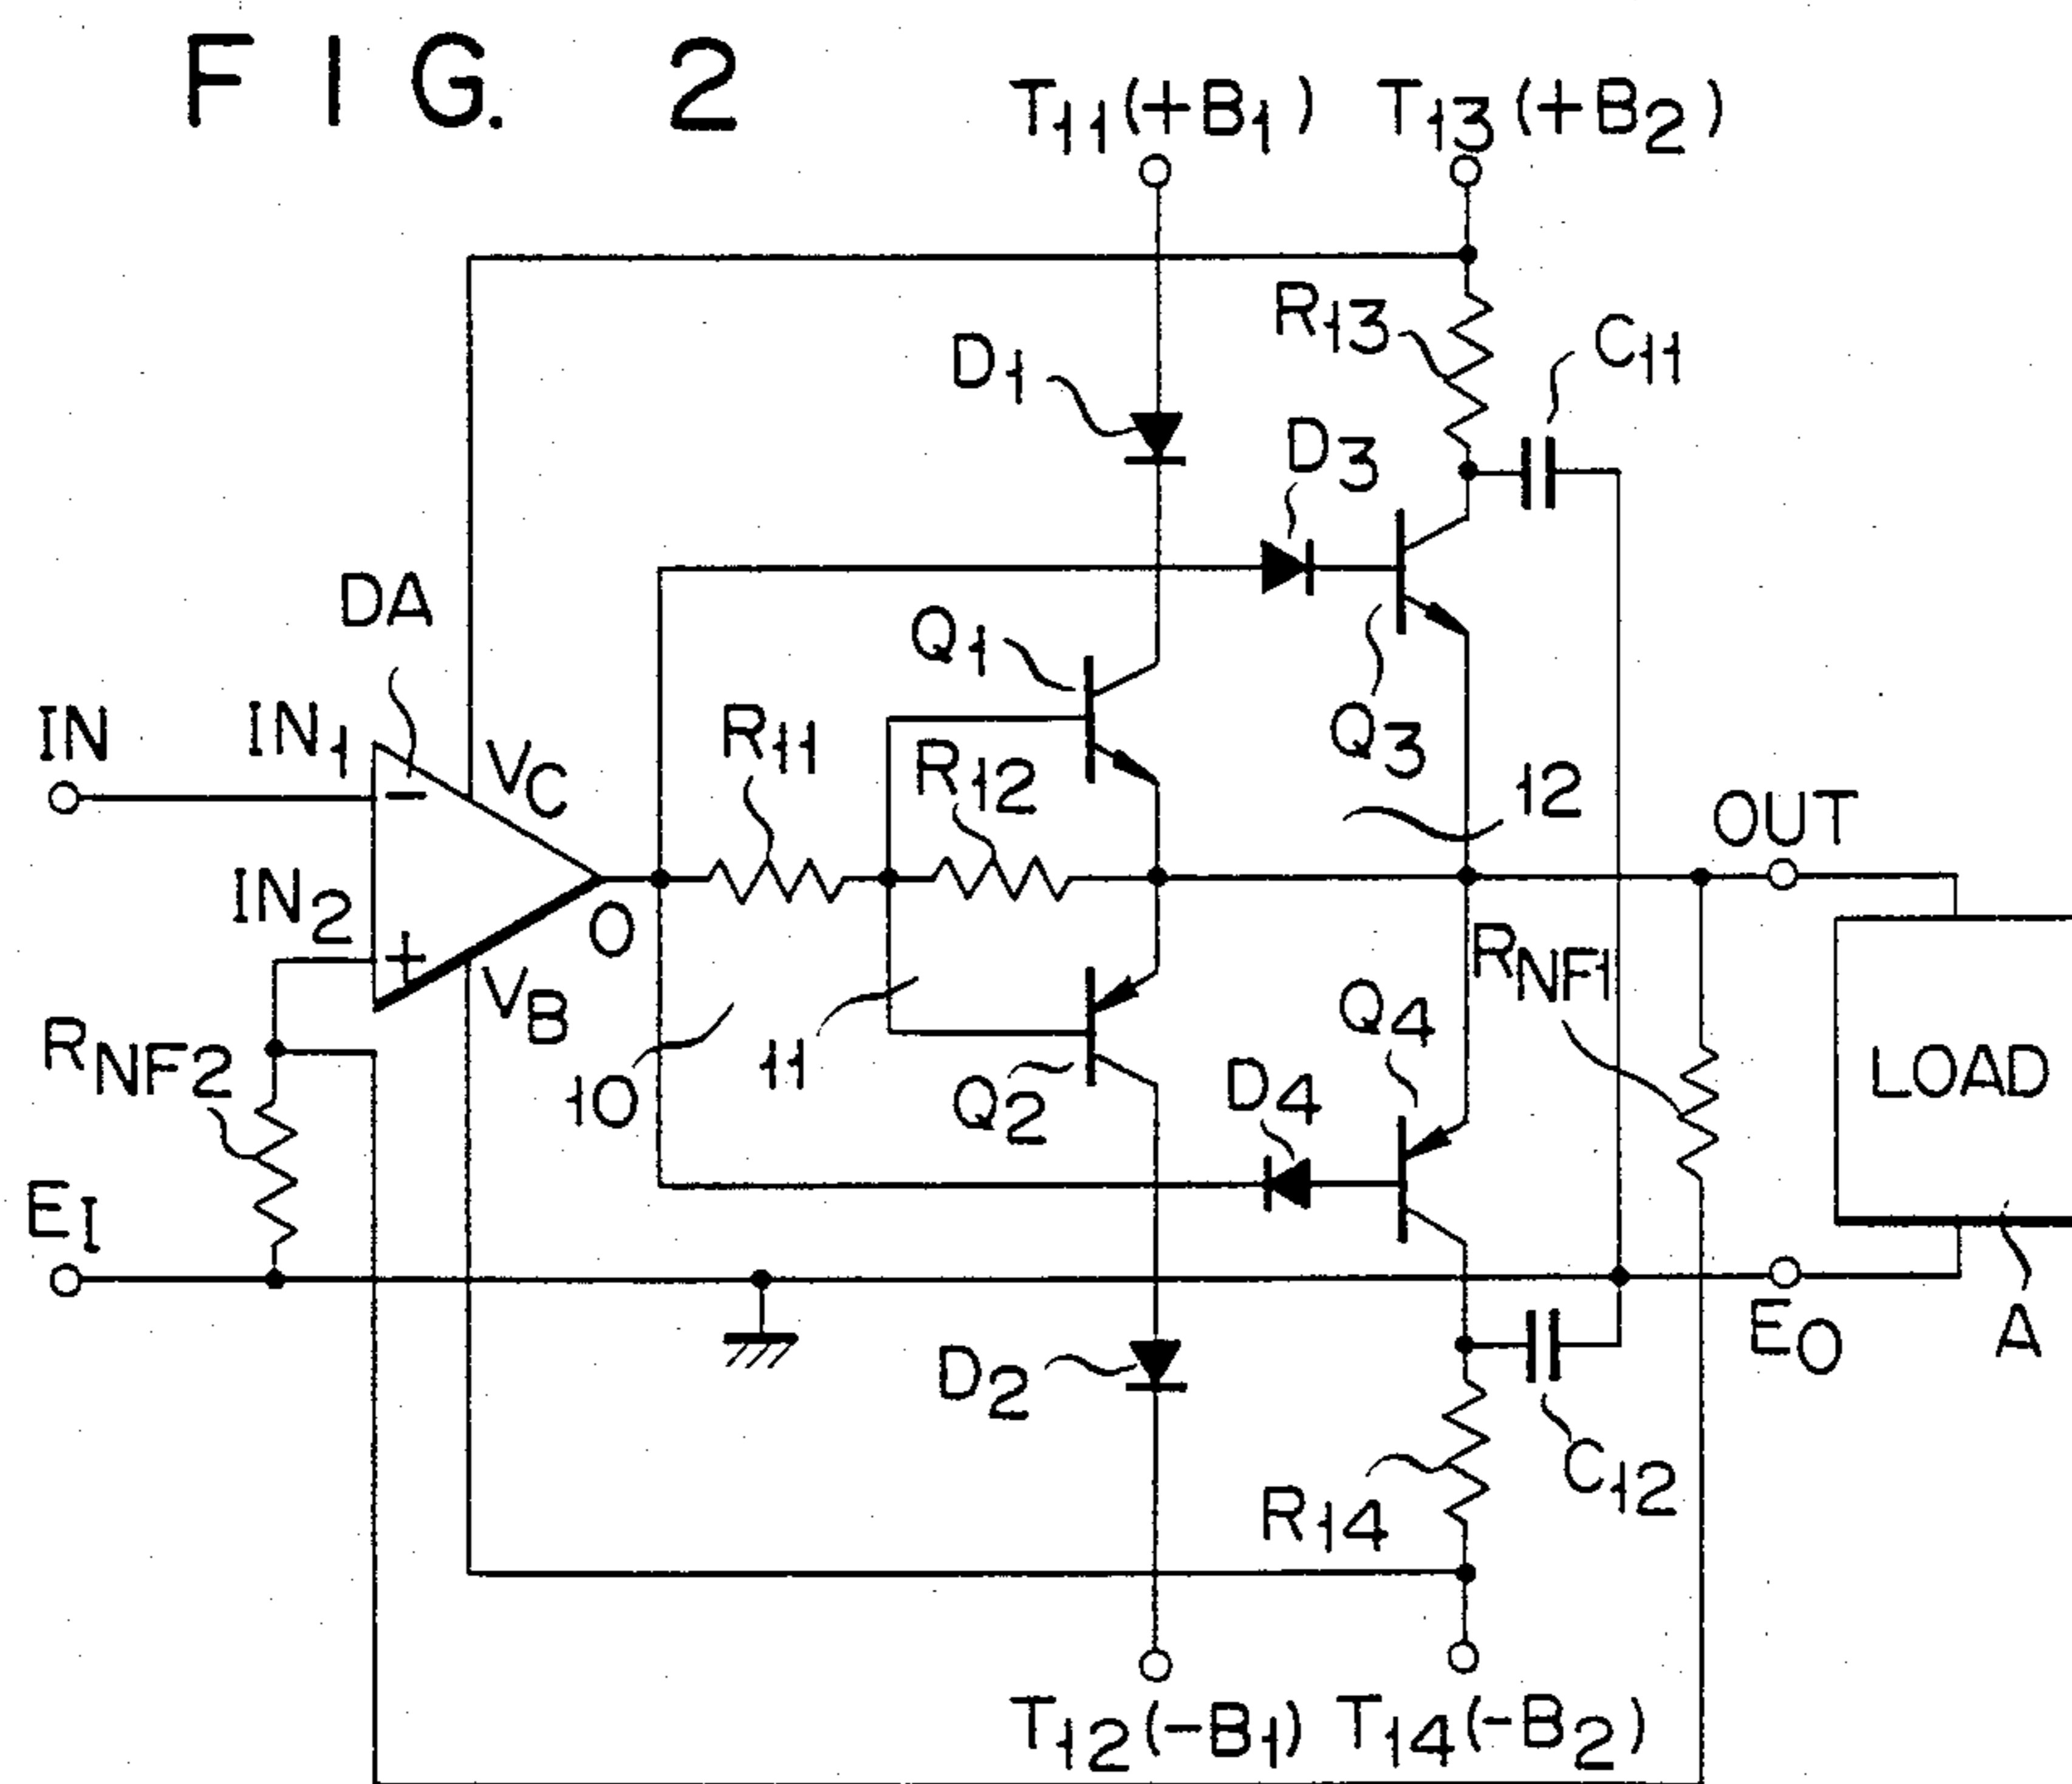 FIG. 2
T11(+B1) T13(+B2)
R13
C11
D1
D3
DA
Q1
IN
IN1
VC
R11
R12
Q3
12
OUT
IN2
O
VB
RNF1
RNF2
10
11
Q2
Q4
D4
LOAD
EI
EO
A
D2
C12
R14
T12(-B1) T14(-B2)